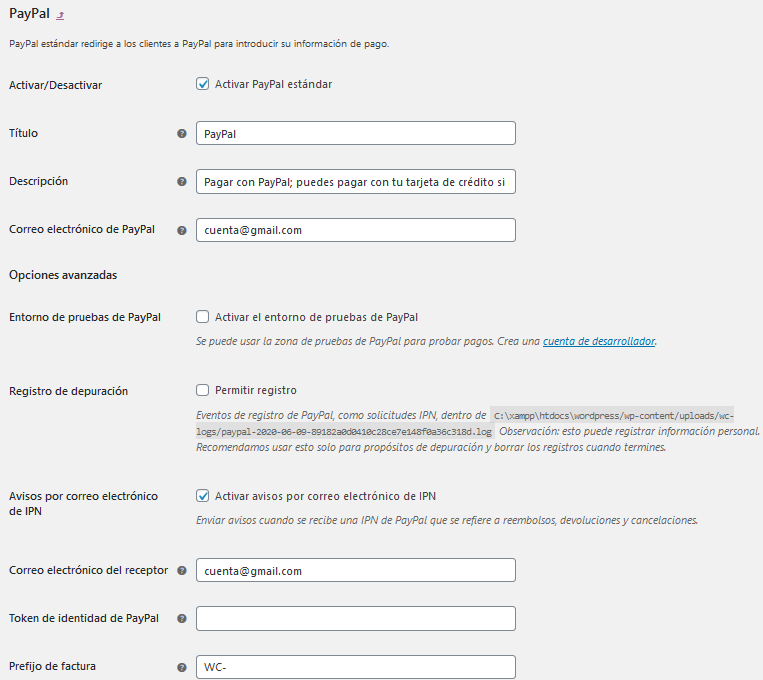 PayPal ⤴
PayPal estándar redirige a los clientes a PayPal para introducir su información de pago.
Activar/Desactivar
Activar PayPal estándar
Título
PayPal
Descripción
Pagar con PayPal; puedes pagar con tu tarjeta de crédito si
Correo electrónico de PayPal
cuenta@gmail.com
Opciones avanzadas
Entorno de pruebas de PayPal
Activar el entorno de pruebas de PayPal
Se puede usar la zona de pruebas de PayPal para probar pagos. Crea una cuenta de desarrollador.
Registro de depuración
Permitir registro
Eventos de registro de PayPal, como solicitudes IPN, dentro de C:\xampp\htdocs\wordpress/wp-content/uploads/wc-
logs/paypal-2020-06-09-89182a0d0410c28ce7e148f0a36c318d.log Observación: esto puede registrar información personal.
Recomendamos usar esto solo para propósitos de depuración y borrar los registros cuando termines.
Avisos por correo electrónico
de IPN
Activar avisos por correo electrónico de IPN
Enviar avisos cuando se recibe una IPN de PayPal que se refiere a reembolsos, devoluciones y cancelaciones.
Correo electrónico del receptor
cuenta@gmail.com
Token de identidad de PayPal
Prefijo de factura
WC-